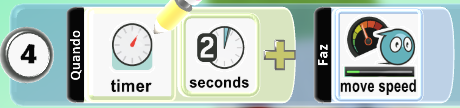 4
Quando
timer
2
seconds
Faz
move speed